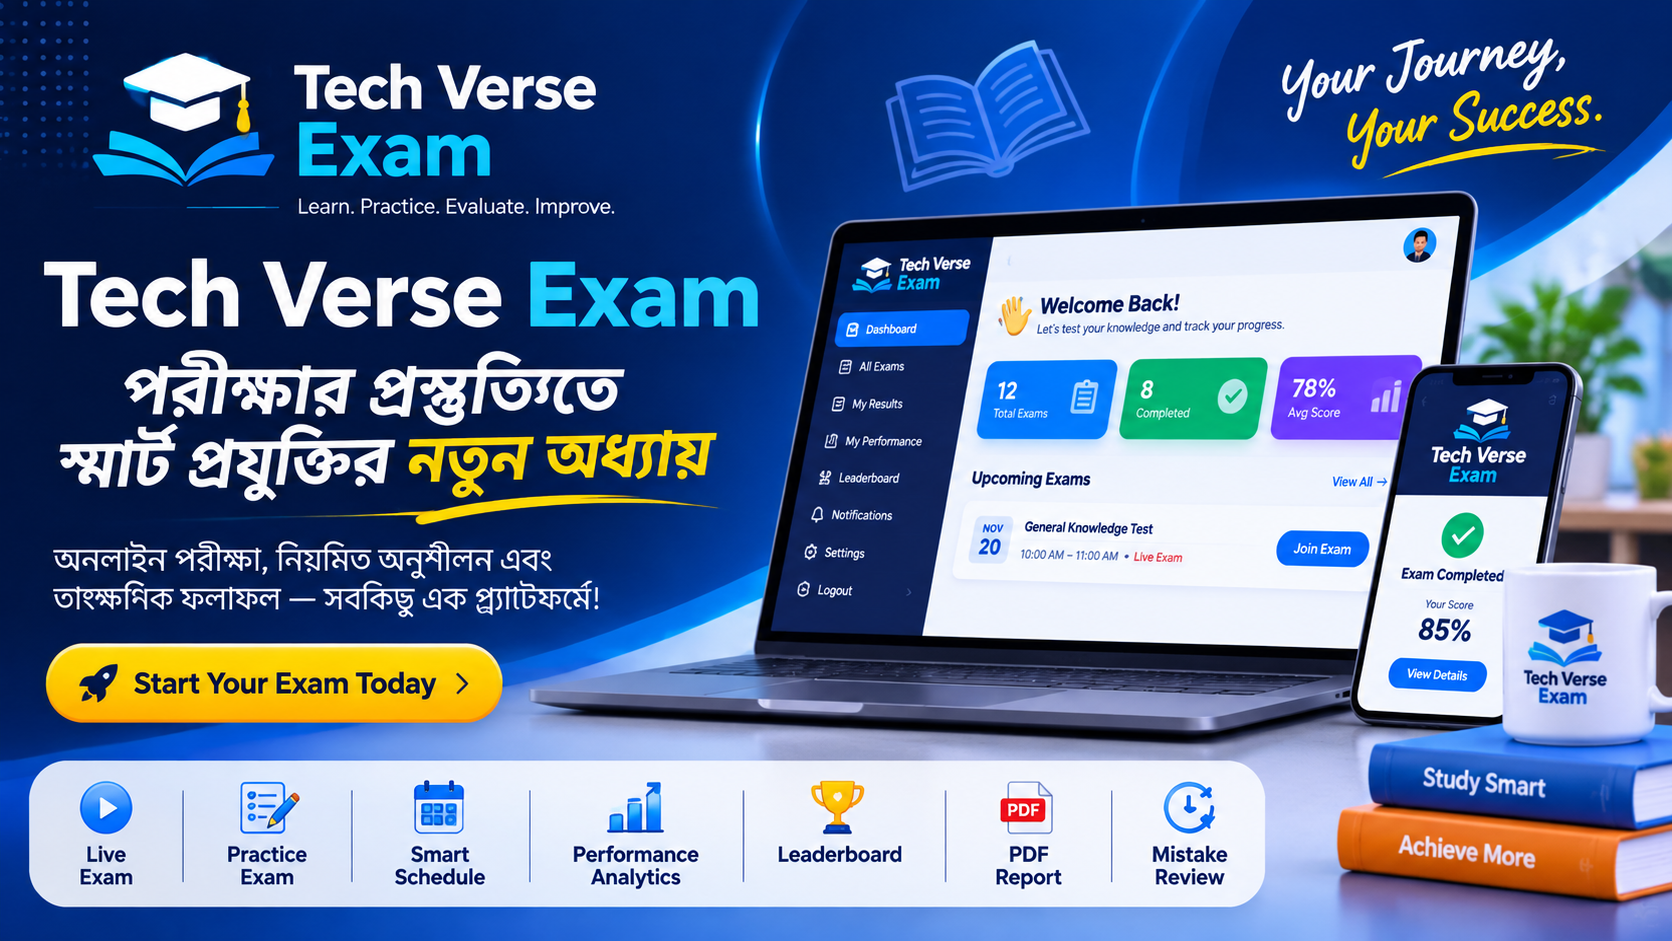 Tech Verse
Exam
Learn. Practice. Evaluate. Improve.
Your Journey,
Your Success.
Tech Verse Exam
পরীক্ষার প্রস্তুতিতে
স্মার্ট প্রযুক্তির নতুন অধ্যায়
অনলাইন পরীক্ষা, নিয়মিত অনুশীলন এবং
তাৎক্ষণিক ফলাফল — সবকিছু এক প্ল্যাটফর্মে!
Start Your Exam Today
Tech Verse
Exam
Dashboard
All Exams
My Results
My Performance
Leaderboard
Notifications
Settings
Logout
Welcome Back!
Let's test your knowledge and track your progress.
12
Total Exams
8
Completed
78%
Avg Score
Upcoming Exams
View All →
NOV
20
General Knowledge Test
10:00 AM – 11:00 AM • Live Exam
Join Exam
Tech Verse
Exam
Exam Completed
Your Score
85%
View Details
Tech Verse
Exam
Study Smart
Achieve More
Live
Exam
Practice
Exam
Smart
Schedule
Performance
Analytics
Leaderboard
PDF
PDF
Report
Mistake
Review